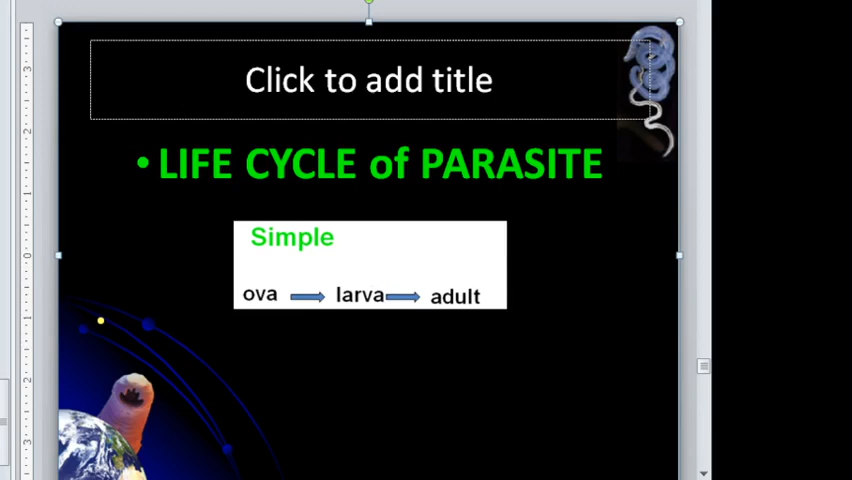 Click to add title
• LIFE CYCLE of PARASITE
Simple
ova larva adult